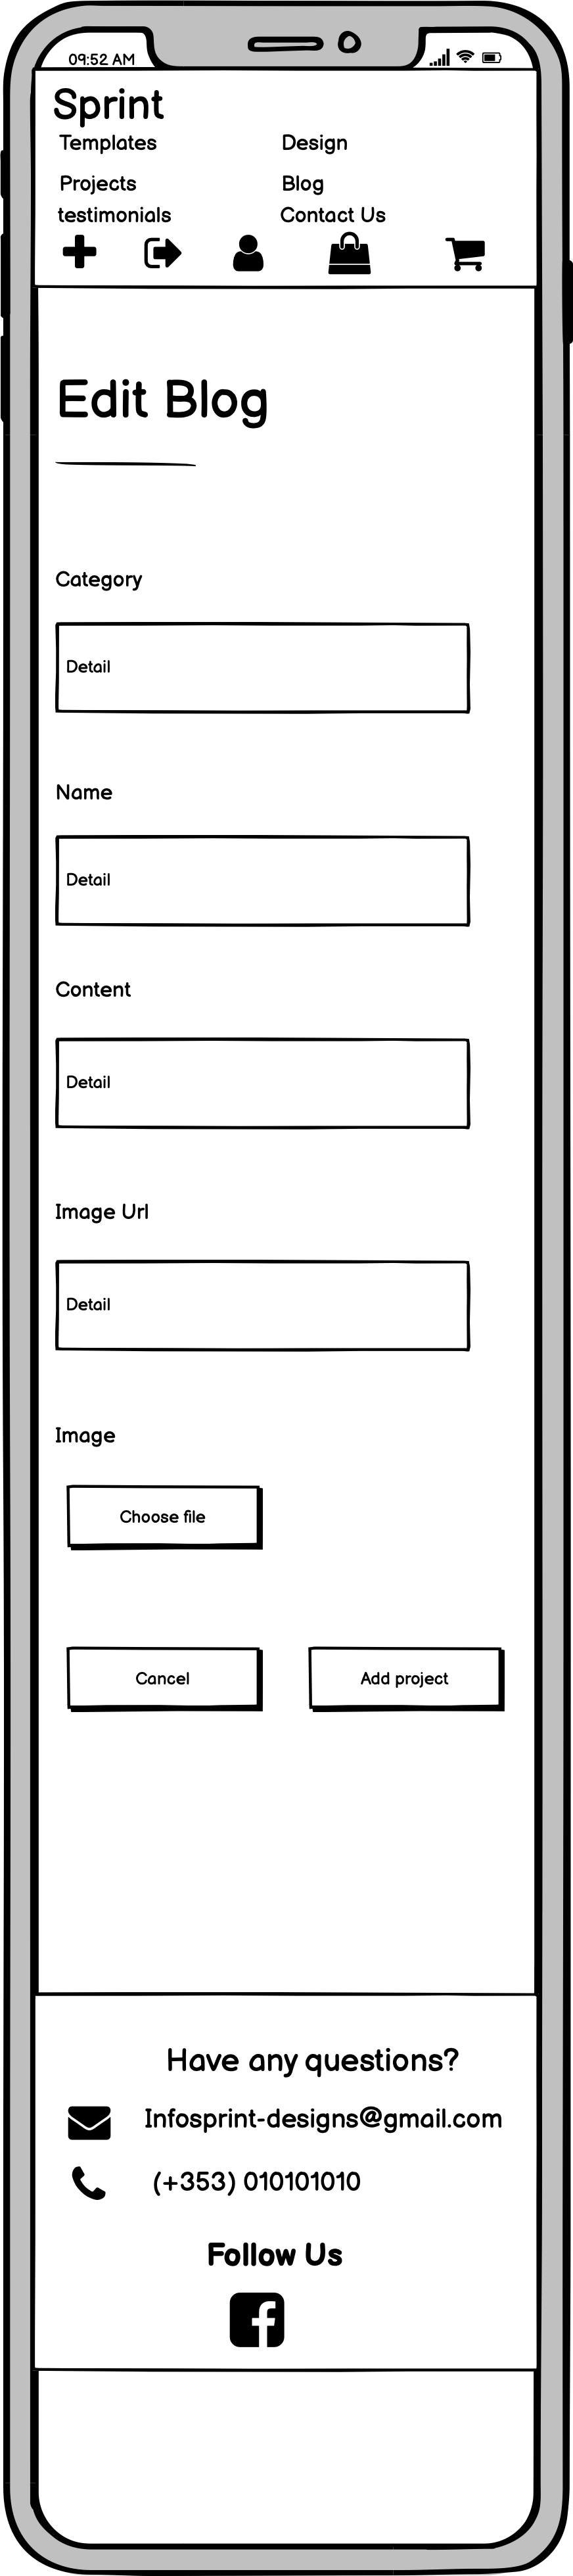 09:52 AM
Sprint
Templates Design
Projects Blog
testimonials Contact Us
Edit Blog
Category
Detail
Name
Detail
Content
Detail
Image Url
Detail
Image
Choose file
Cancel Add project
Have any questions?
Infosprint-designs@gmail.com
(+353) 010101010
Follow Us